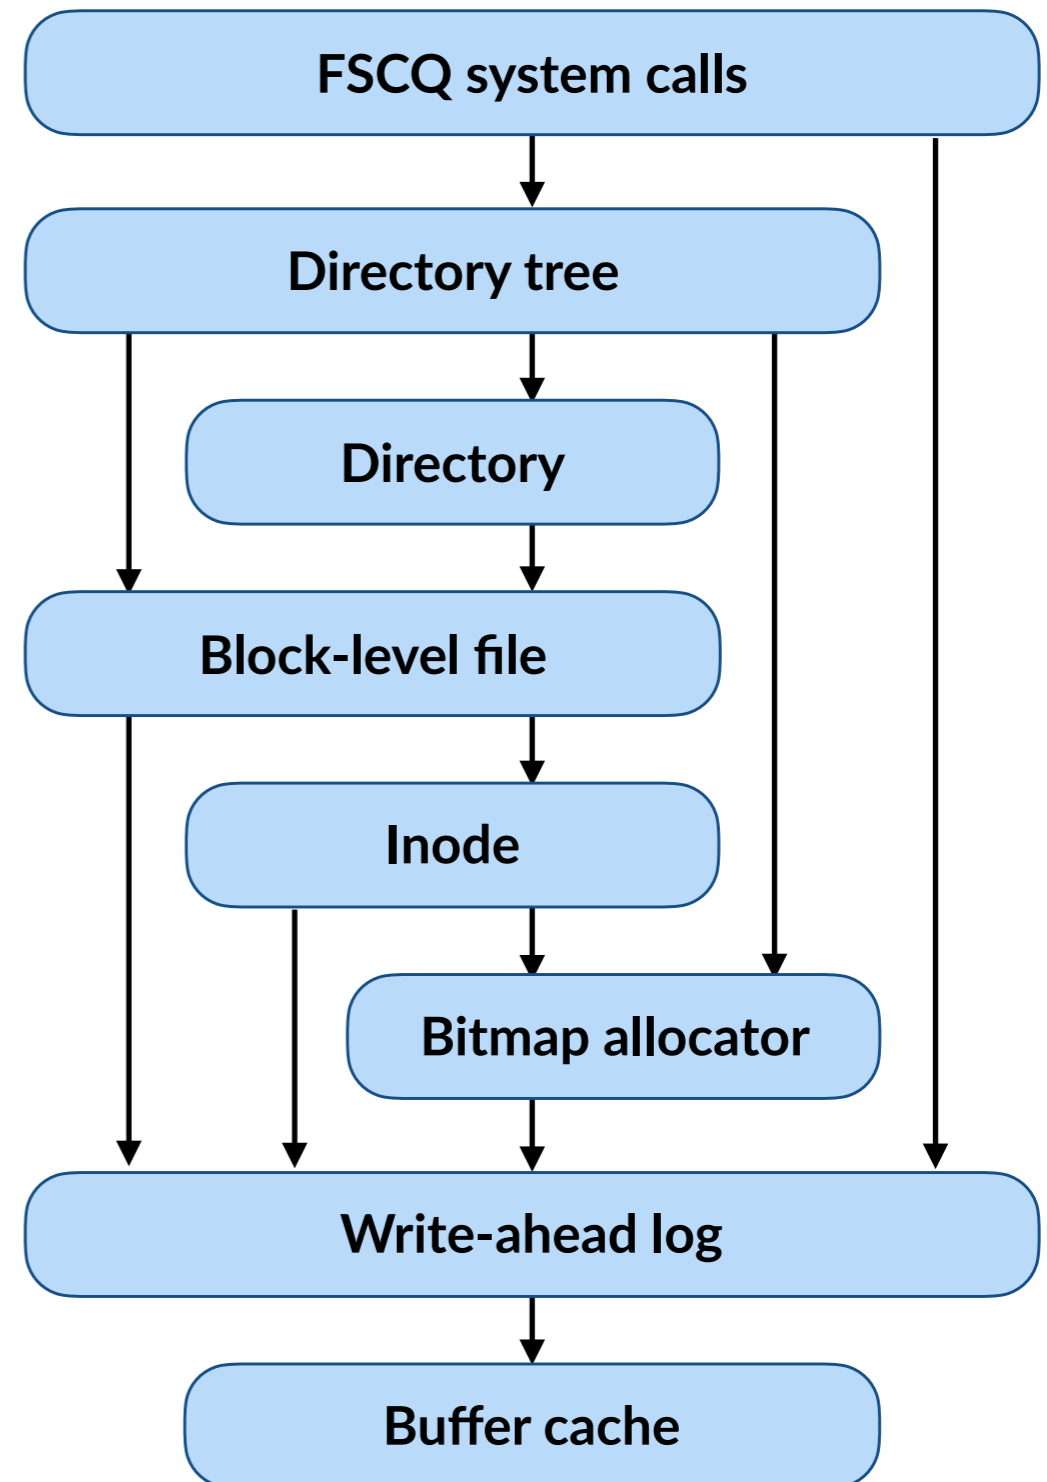 FSCQ system calls
Directory tree
Directory
Block-level file
Inode
Bitmap allocator
Write-ahead log
Buffer cache